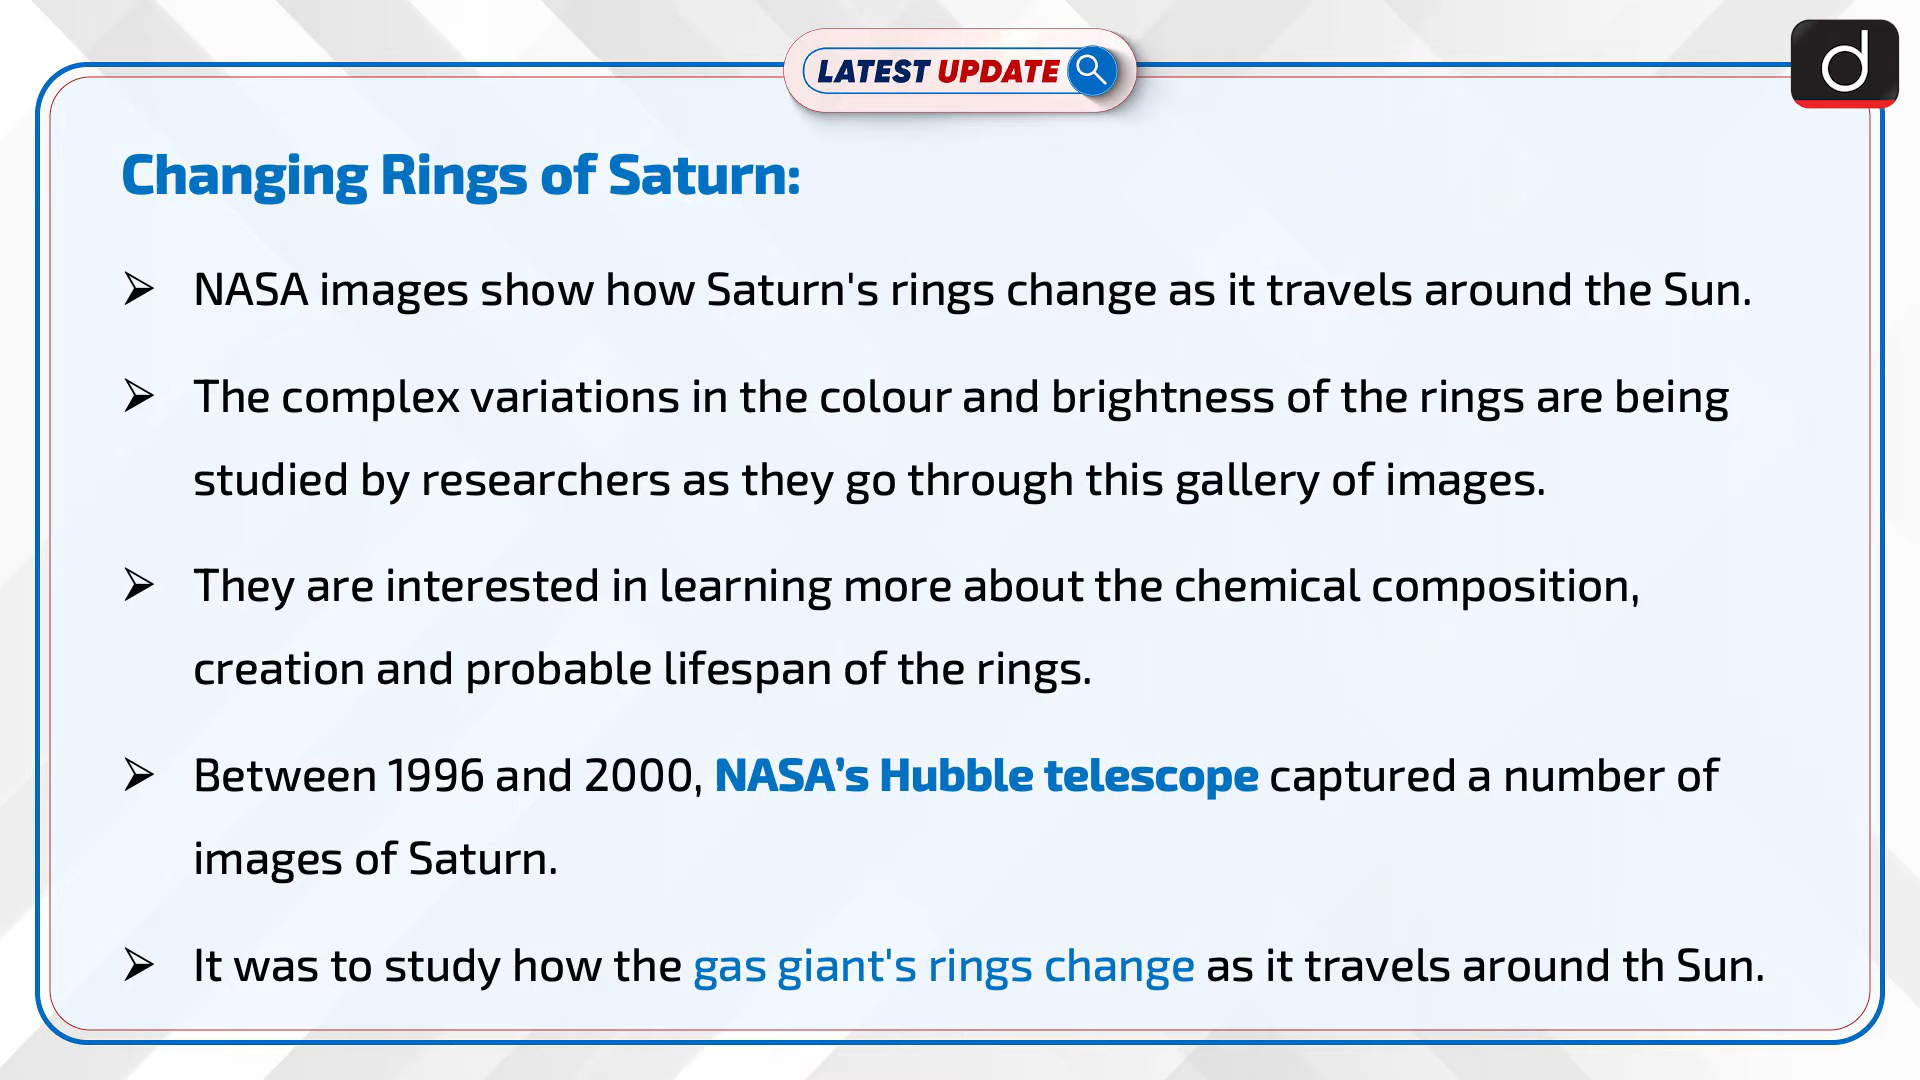 LATEST UPDATE
d
Changing Rings of Saturn:
NASA images show how Saturn's rings change as it travels around the Sun.
The complex variations in the colour and brightness of the rings are being
studied by researchers as they go through this gallery of images.
They are interested in learning more about the chemical composition,
creation and probable lifespan of the rings.
Between 1996 and 2000, NASA’s Hubble telescope captured a number of
images of Saturn.
It was to study how the gas giant's rings change as it travels around th Sun.